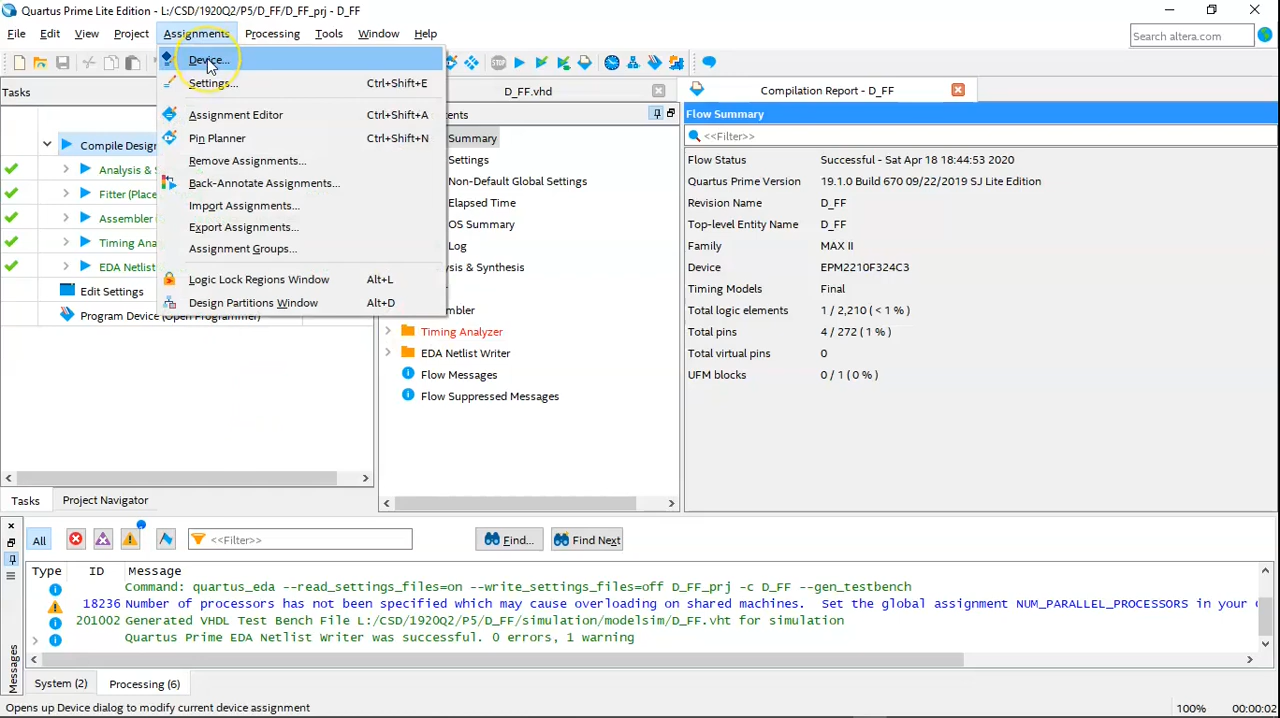 Quartus Prime Lite Edition - L:/CSD/1920Q2/P5/D_FF/D_FF_prj - D_FF
File Edit View Project Assignments Processing Tools Window Help
Search altera.com
Device...
Settings... Ctrl+Shift+E
Assignment Editor Ctrl+Shift+A
Pin Planner Ctrl+Shift+N
Remove Assignments...
Back-Annotate Assignments...
Import Assignments...
Export Assignments...
Assignment Groups...
Logic Lock Regions Window Alt+L
Design Partitions Window Alt+D
Tasks
Compile Desig
Analysis & S
Fitter (Place
Assembler
Timing Ana
EDA Netlist
Edit Settings
Program Device (Open Programmer)
Tasks Project Navigator
D_FF.vhd
ents
Summary
Settings
Non-Default Global Settings
Elapsed Time
OS Summary
Log
ysis & Synthesis
mbler
Timing Analyzer
EDA Netlist Writer
Flow Messages
Flow Suppressed Messages
Compilation Report - D_FF
Flow Summary
<<Filter>>
Flow Status Successful - Sat Apr 18 18:44:53 2020
Quartus Prime Version 19.1.0 Build 670 09/22/2019 SJ Lite Edition
Revision Name D_FF
Top-level Entity Name D_FF
Family MAX II
Device EPM2210F324C3
Timing Models Final
Total logic elements 1 / 2,210 ( < 1 % )
Total pins 4 / 272 ( 1 % )
Total virtual pins 0
UFM blocks 0 / 1 ( 0 % )
All <<Filter>> Find... Find Next
Type ID Message
Command: quartus_eda --read_settings_files=on --write_settings_files=off D_FF_prj -c D_FF --gen_testbench
18236 Number of processors has not been specified which may cause overloading on shared machines.  Set the global assignment NUM_PARALLEL_PROCESSORS in your
201002 Generated VHDL Test Bench File L:/CSD/1920Q2/P5/D_FF/simulation/modelsim/D_FF.vht for simulation
Quartus Prime EDA Netlist Writer was successful. 0 errors, 1 warning
Messages
System (2) Processing (6)
Opens up Device dialog to modify current device assignment 100% 00:00:02